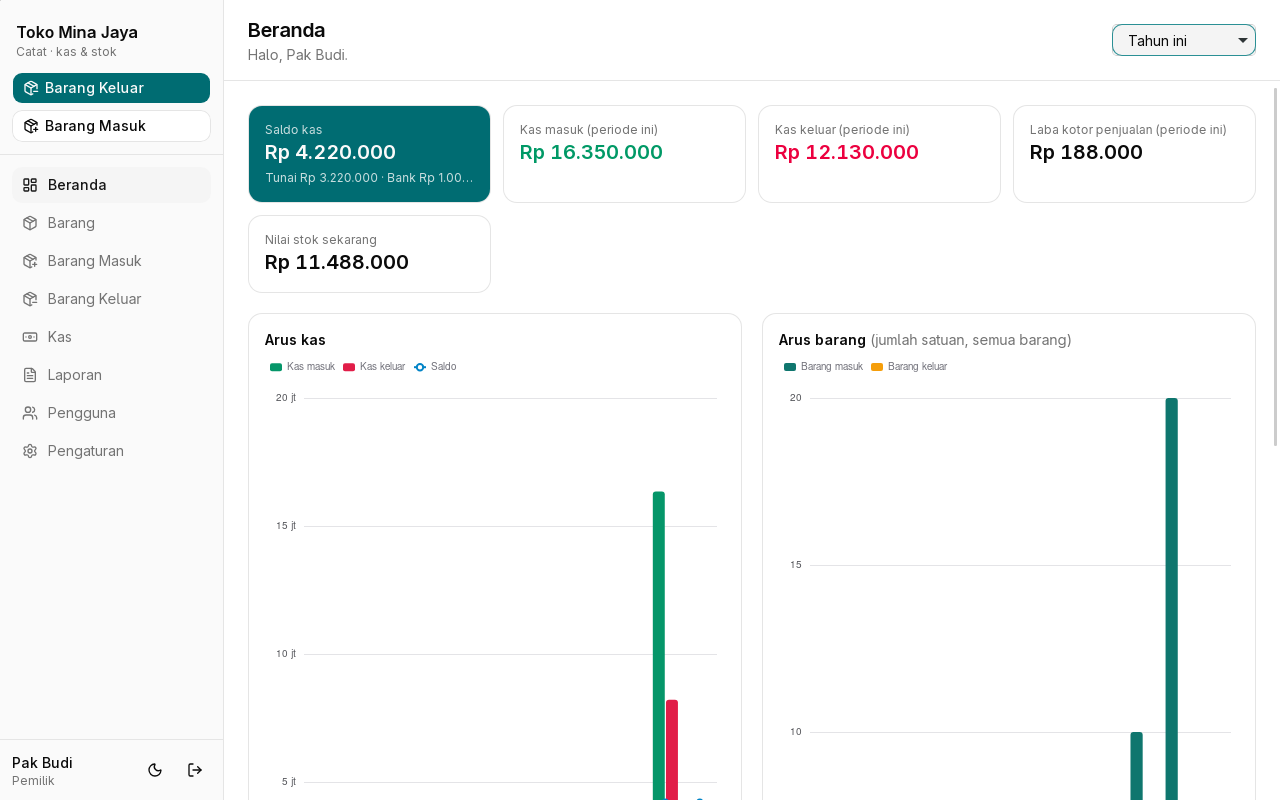 Toko Mina Jaya
Catat · kas & stok
Barang Keluar
Barang Masuk
Beranda
Barang
Barang Masuk
Barang Keluar
Kas
Laporan
Pengguna
Pengaturan
Pak Budi
Pemilik
Beranda
Halo, Pak Budi.
Tahun ini
Saldo kas
Rp 4.220.000
Tunai Rp 3.220.000 · Bank Rp 1.00…
Kas masuk (periode ini)
Rp 16.350.000
Kas keluar (periode ini)
Rp 12.130.000
Laba kotor penjualan (periode ini)
Rp 188.000
Nilai stok sekarang
Rp 11.488.000
Arus kas
Kas masuk Kas keluar Saldo
20 jt
15 jt
10 jt
5 jt
Arus barang (jumlah satuan, semua barang)
Barang masuk Barang keluar
20
15
10